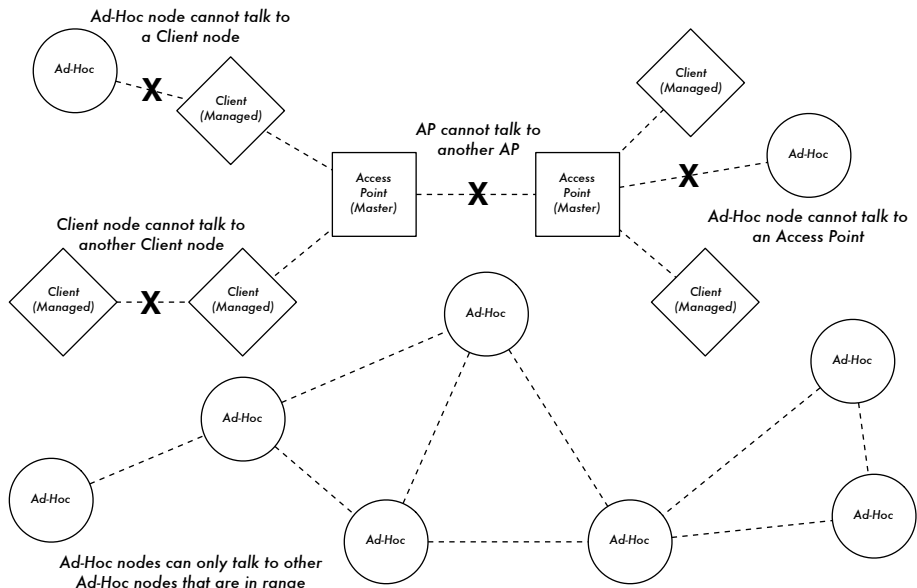 Ad-Hoc node cannot talk to
a Client node
Ad-Hoc
X
Client
(Managed)
Client
(Managed)
AP cannot talk to
another AP
Access
Point
(Master)
X
Access
Point
(Master)
X
Ad-Hoc
Ad-Hoc node cannot talk to
an Access Point
Client node cannot talk to
another Client node
Client
(Managed)
X
Client
(Managed)
Client
(Managed)
Ad-Hoc
Ad-Hoc
Ad-Hoc
Ad-Hoc
Ad-Hoc
Ad-Hoc
Ad-Hoc
Ad-Hoc nodes can only talk to other
Ad-Hoc nodes that are in range